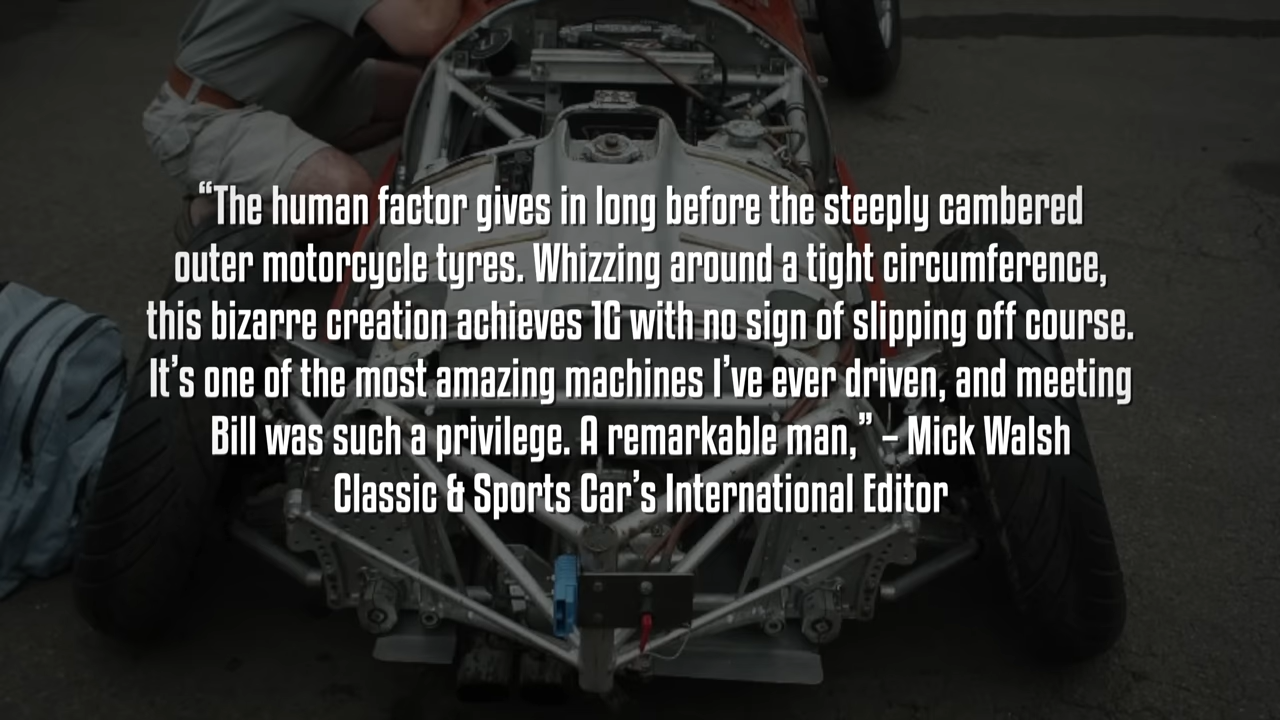 “The human factor gives in long before the steeply cambered
outer motorcycle tyres. Whizzing around a tight circumference,
this bizarre creation achieves 1G with no sign of slipping off course.
It’s one of the most amazing machines I’ve ever driven, and meeting
Bill was such a privilege. A remarkable man,” – Mick Walsh
Classic & Sports Car’s International Editor